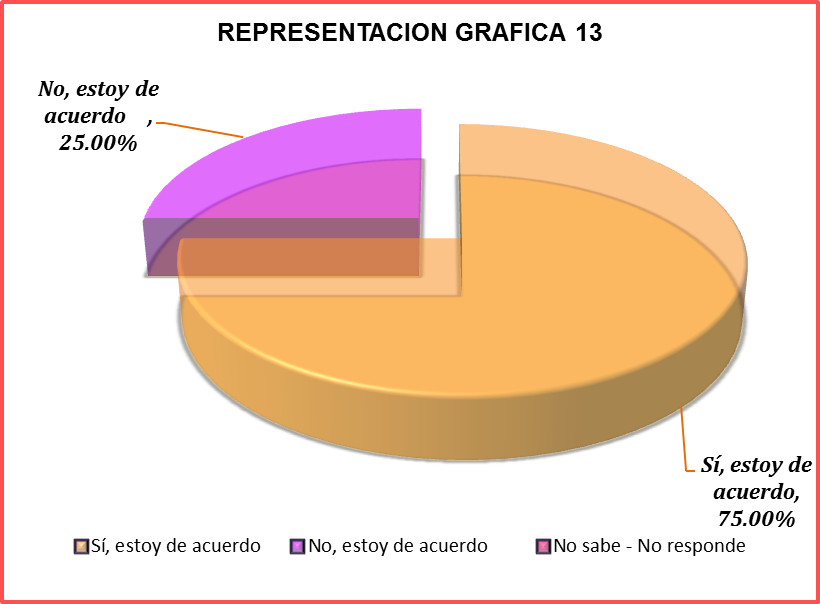 REPRESENTACION GRAFICA 13
No, estoy de
acuerdo ,
25.00%
Sí, estoy de
acuerdo,
75.00%
Sí, estoy de acuerdo No, estoy de acuerdo No sabe - No responde